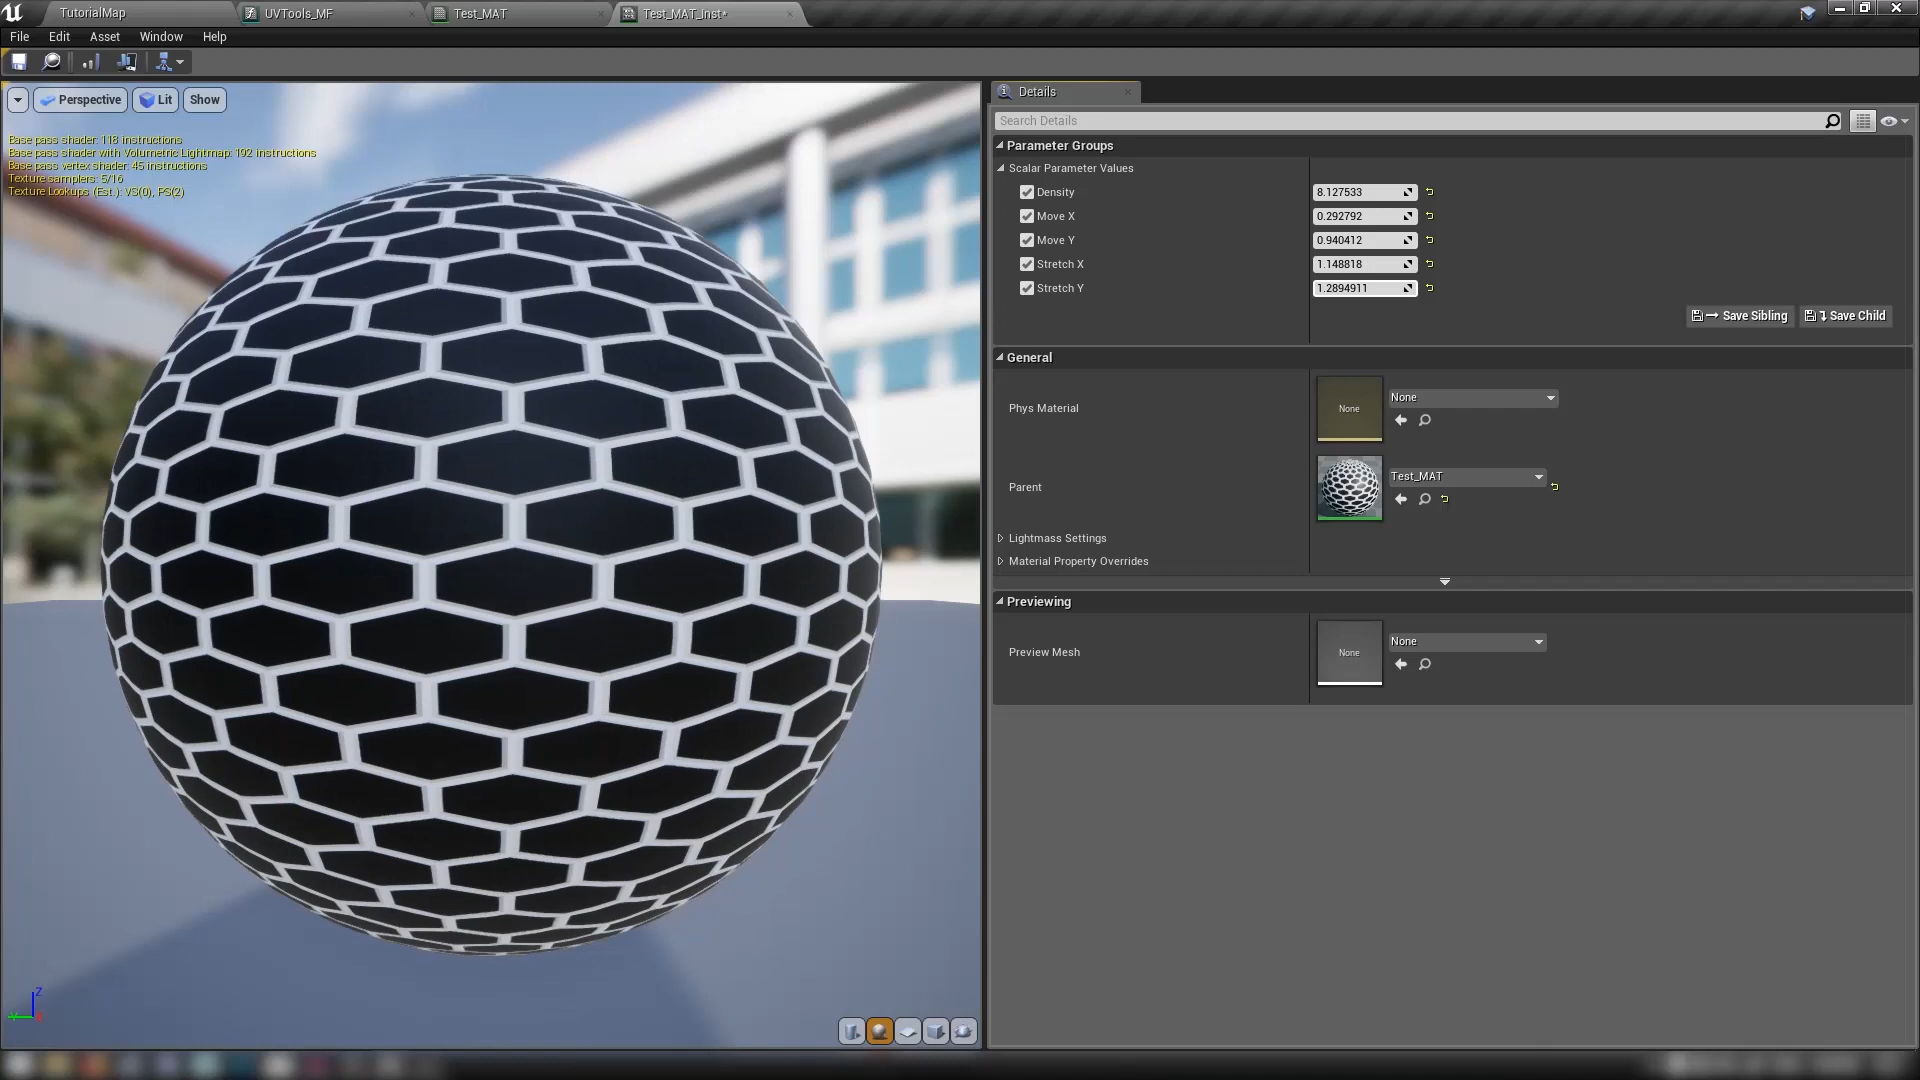 TutorialMap
UVTools_MF
Test_MAT
Test_MAT_Inst*
File
Edit
Asset
Window
Help
Perspective
Lit
Show
Base pass shader: 118 instructions
Base pass shader with Volumetric Lightmap: 192 instructions
Base pass vertex shader: 45 instructions
Texture samplers: 5/16
Texture Lookups (Est.): VS(0), PS(2)
Z
Y
Details
Search Details
Parameter Groups
Scalar Parameter Values
Density 8.127533
Move X 0.292792
Move Y 0.940412
Stretch X 1.148818
Stretch Y 1.2894911
Save Sibling
Save Child
General
Phys Material
None
None
Parent
Test_MAT
Lightmass Settings
Material Property Overrides
Previewing
Preview Mesh
None
None